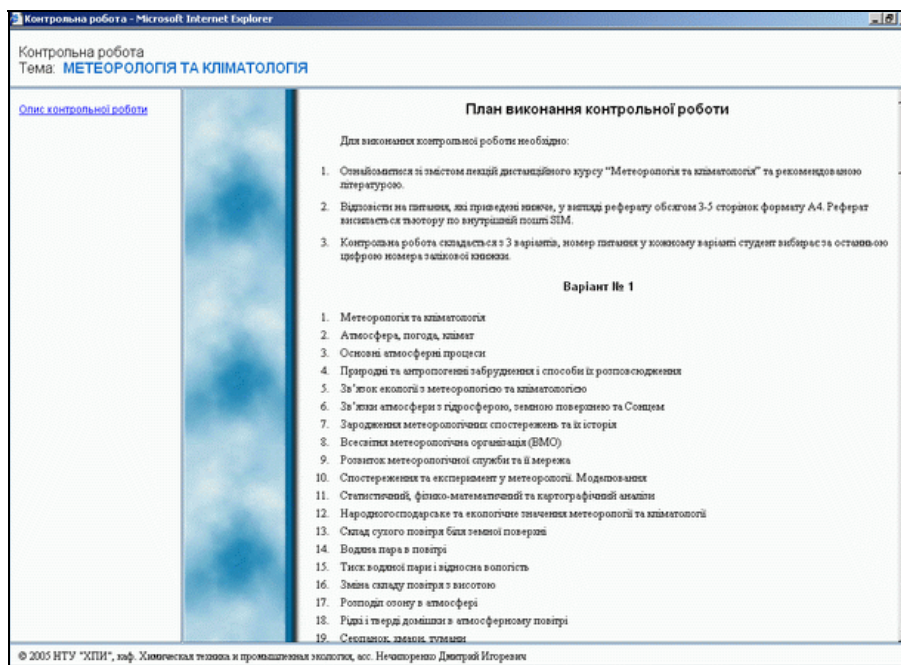 Контрольна робота - Microsoft Internet Explorer
Контрольна робота
Тема: МЕТЕОРОЛОГІЯ ТА КЛІМАТОЛОГІЯ
Опис контрольної роботи
План виконання контрольної роботи
Для виконання контрольної роботи необхідно:
1. Ознайомитися зі змістом лекцій дистанційного курсу "Метеорологія та кліматологія" та рекомендованою
літературою.
2. Відповісти на питання, які приведені нижче, у вигляді реферату обсягом 3-5 сторінок формату А4. Реферат
висилається тьютору по внутрішній пошті SIM.
3. Контрольна робота складається з 3 варіантів, номер питання у кожному варіанті студент вибирає за останньою
цифрою номера залікової книжки.
Варіант № 1
1. Метеорологія та кліматологія
2. Атмосфера, погода, клімат
3. Основні атмосферні процеси
4. Природні та антропогенні забруднення і способи їх розповсюдження
5. Зв'язок екології з метеорологією та кліматологією
6. Зв'язки атмосфери з гідросферою, земною поверхнею та Сонцем
7. Зародження метеорологічних спостережень та їх історія
8. Всесвітня метеорологічна організація (ВМО)
9. Розвиток метеорологічної служби та її мережа
10. Спостереження та експеримент у метеорології. Моделювання
11. Статистичний, фізико-математичний та картографічний аналізи
12. Народногосподарське та екологічне значення метеорології та кліматології
13. Склад сухого повітря біля земної поверхні
14. Водяна пара в повітрі
15. Тиск водяної пари і відносна вологість
16. Зміна складу повітря з висотою
17. Розподіл озону в атмосфері
18. Рідкі і тверді домішки в атмосферному повітрі
19. Серпанок, хмари, тумани
© 2005 НТУ "ХПИ", каф. Химическая техника и промышленная экология, асс. Нечипоренко Дмитрий Игоревич